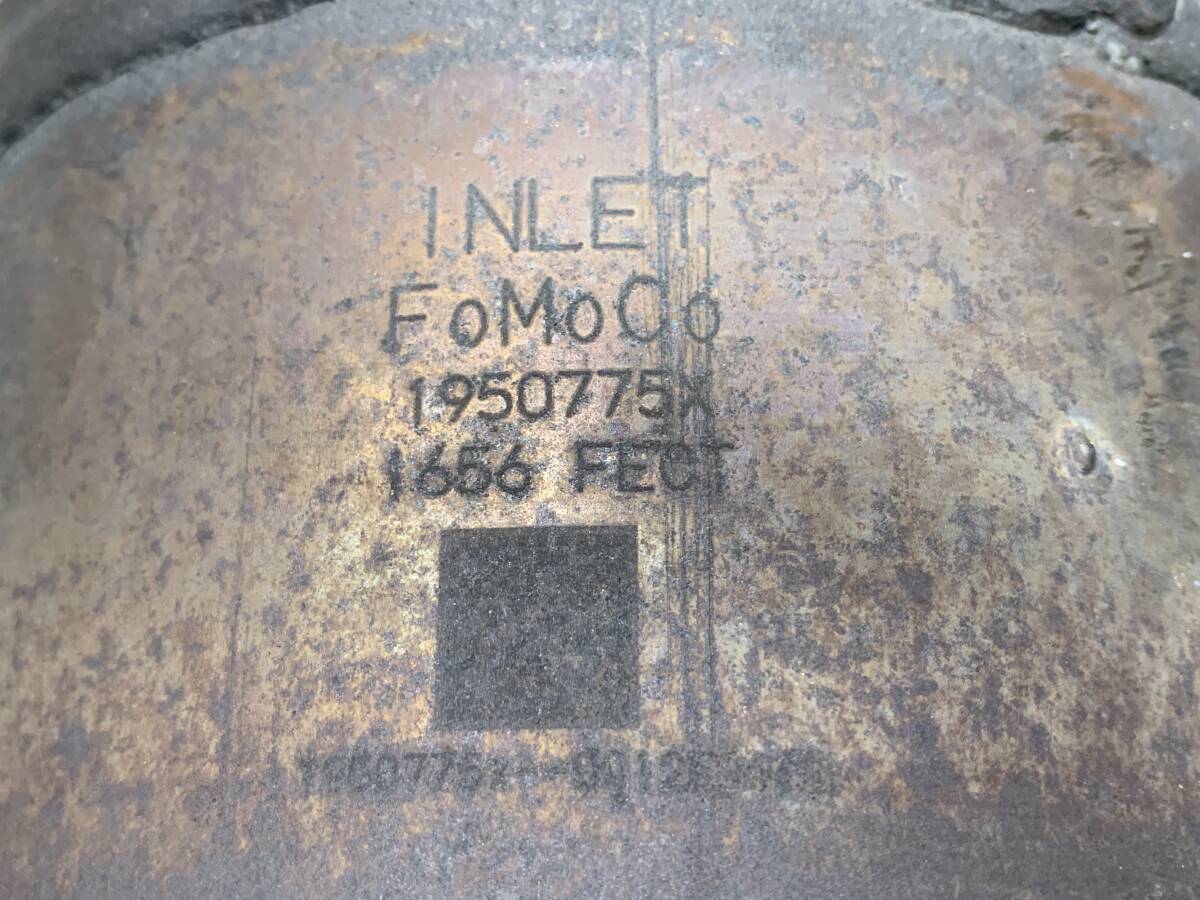 INLET
FoMoCo
1950775X
1656 FECT